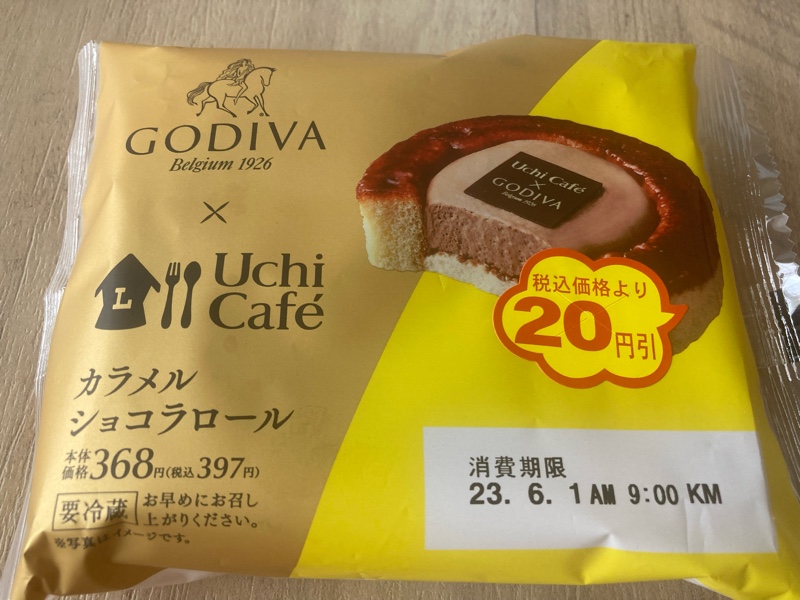 GODIVA
Belgium 1926
×
L
Uchi
Café
カラメル
ショコラロール
本体
価格368円(税込397円)
要冷蔵
お早めにお召し
上がりください。
※写真はイメージです。
Uchi Café
×
GODIVA
Belgium 1926
税込価格より
20円引
消費期限
23. 6. 1 AM 9:00 KM